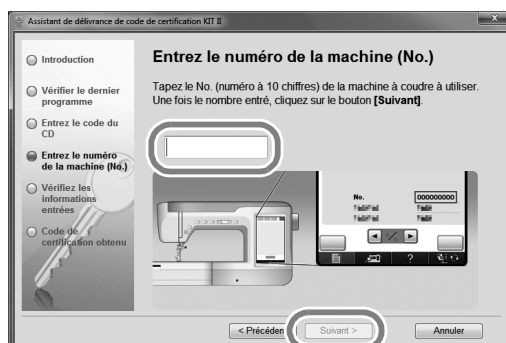 Assistant de délivrance de code de certification KIT II
Introduction
Vérifier le dernier
programme
Entrez le code du
CD
Entrez le numéro
de la machine (No.)
Vérifiez les
informations
entrées
Code de
certification obtenu
Entrez le numéro de la machine (No.)
Tapez le No. (numéro à 10 chiffres) de la machine à coudre à utiliser.
Une fois le nombre entré, cliquez sur le bouton [Suivant].
No. 000000000
?
< Précéden
Suivant >
Annuler